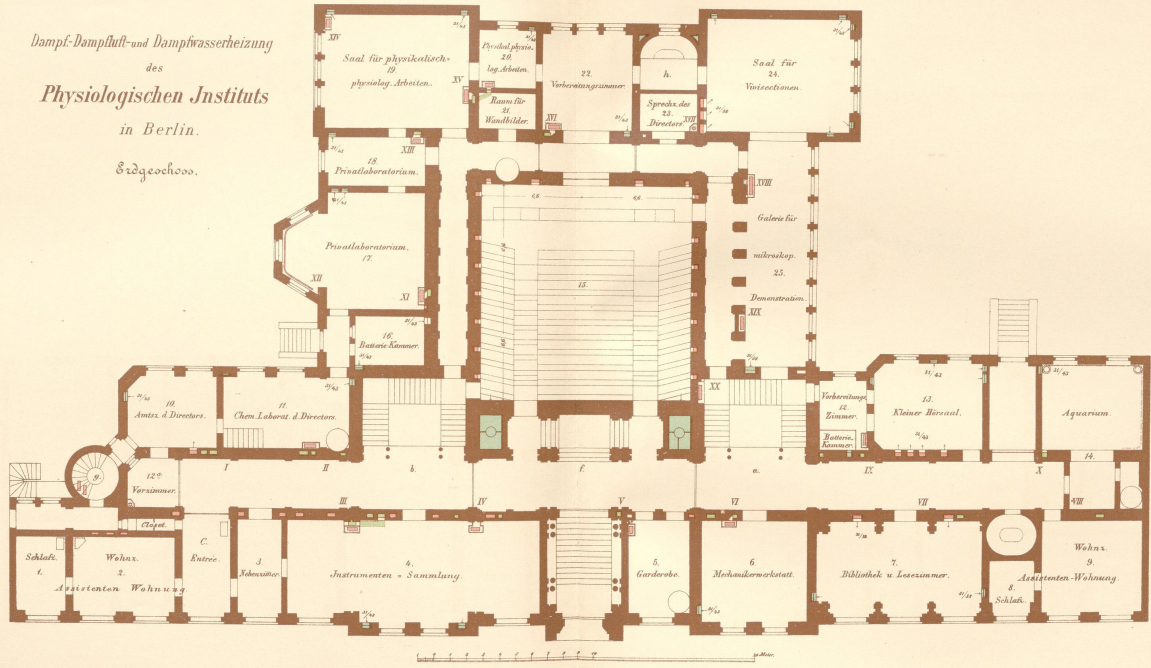 Dampf-Dampfluft-und Dampfwasserheizung
des
Physiologischen Jnstituts
in Berlin.
Erdgeschoss.
XIV
Saal für physikalisch-
19.
physiolog. Arbeiten.
XV
Physikal. physio-
20.
log. Arbeiten.
Raum für
21.
Wandbilder.
22.
Vorbereitungszimmer.
XVI
h.
Sprechz. des
23.
Directors.
XVII
Saal für
24.
Vivisectionen.
XIII
18.
Privatlaboratorium.
Privatlaboratorium.
17.
XII
XI
16.
Batterie-Kammer.
15.
XVIII
Galerie für
mikroskop.
25.
Demonstration.
XIX
XX
10.
Amtsz. d. Directors.
11.
Chem. Laborat. d. Directors.
Vorbereitungs
12.
Zimmer.
Batterie-
Kammer.
13.
Kleiner Hörsaal.
Aquarium.
14.
g.
12a
Vorzimmer.
I
II
b.
f.
a.
IX
X
III
IV
V
VI
VII
VIII
Closet.
Schlafz.
1.
Wohnz.
2.
Assistenten Wohnung.
C.
Entrée.
3.
Nebenzimer.
4.
Instrumenten = Sammlung.
5.
Garderobe.
6.
Mechanikerwerkstatt.
7.
Bibliothek u. Lesezimmer.
8.
Schlafz.
Wohnz.
9.
Assistenten-Wohnung.